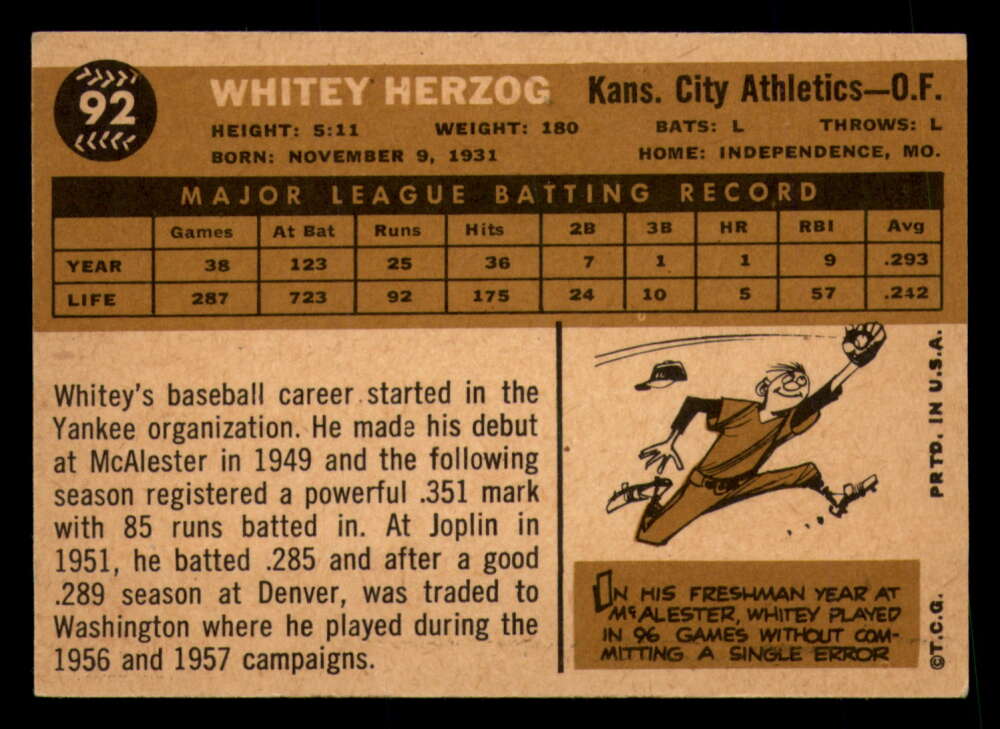 92
WHITEY HERZOG Kans. City Athletics—O.F.
HEIGHT: 5:11 WEIGHT: 180 BATS: L THROWS: L
BORN: NOVEMBER 9, 1931 HOME: INDEPENDENCE, MO.
MAJOR LEAGUE BATTING RECORD
Games At Bat Runs Hits 2B 3B HR RBI Avg
YEAR 38 123 25 36 7 1 1 9 .293
LIFE 287 723 92 175 24 10 5 57 .242
Whitey's baseball career started in the
Yankee organization. He made his debut
at McAlester in 1949 and the following
season registered a powerful .351 mark
with 85 runs batted in. At Joplin in
1951, he batted .285 and after a good
.289 season at Denver, was traded to
Washington where he played during the
1956 and 1957 campaigns.
IN HIS FRESHMAN YEAR AT
McALESTER, WHITEY PLAYED
IN 96 GAMES WITHOUT COM-
MITTING A SINGLE ERROR
©T.C.G. PRTD. IN U.S.A.